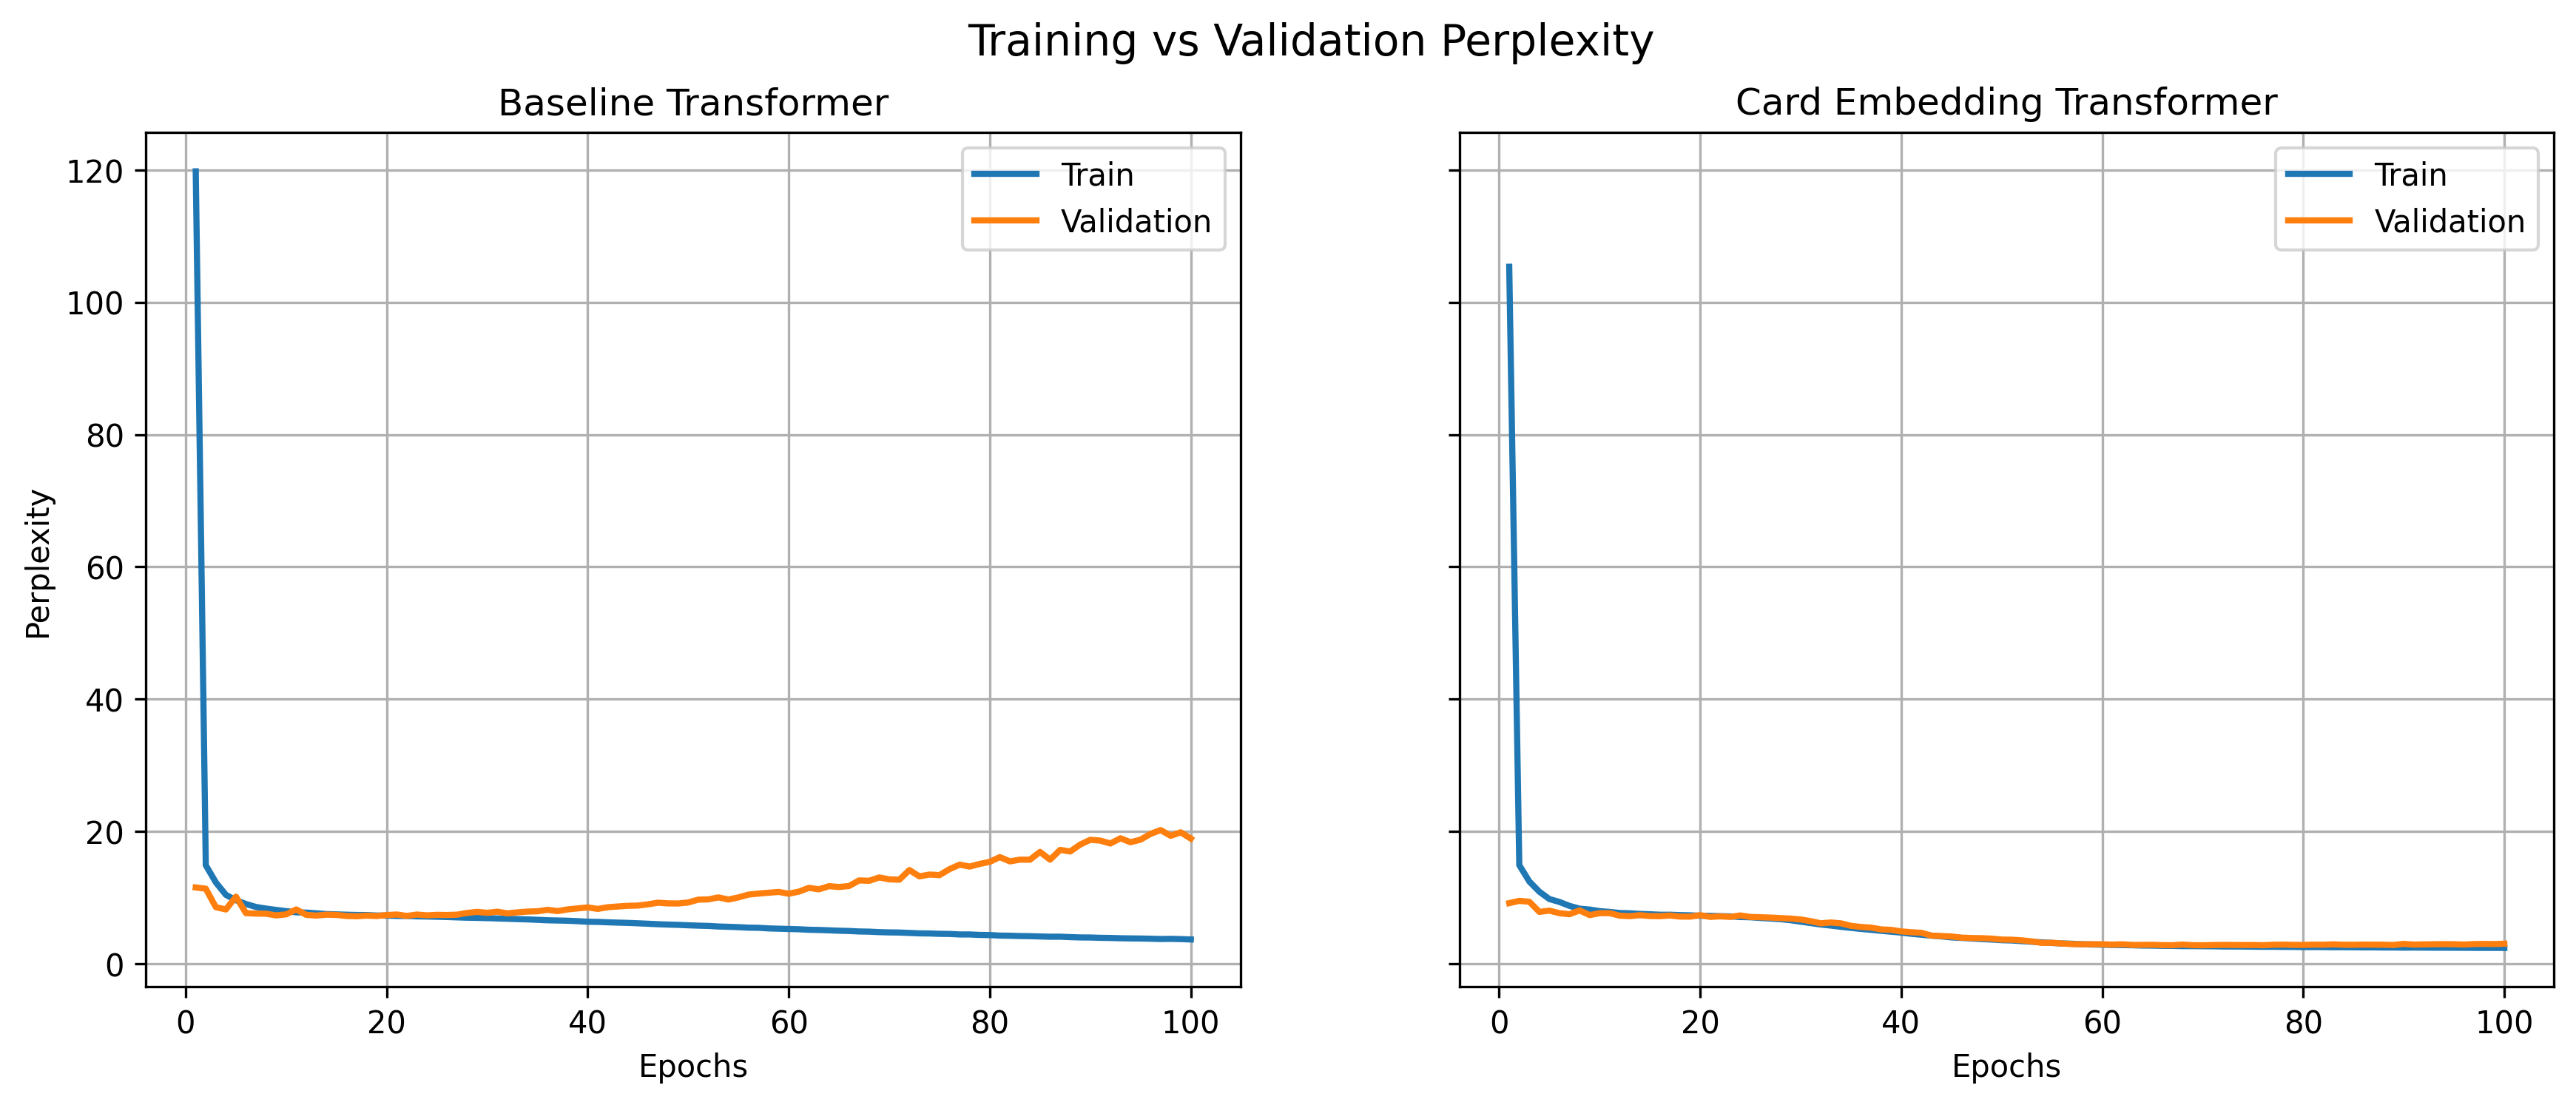 Training vs Validation Perplexity
Baseline Transformer
Train
Validation
120
100
80
60
40
20
0
Perplexity
0 20 40 60 80 100
Epochs
Card Embedding Transformer
Train
Validation
0 20 40 60 80 100
Epochs